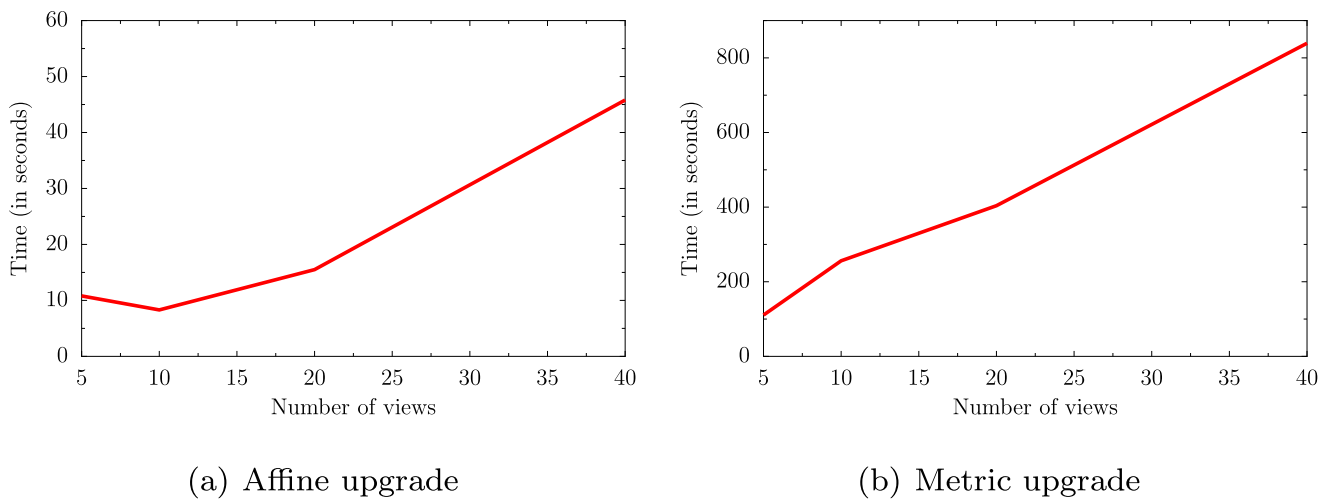 60
50
40
30
20
10
0
Time (in seconds)
5 10 15 20 25 30 35 40
Number of views
(a) Affine upgrade
800
600
400
200
0
Time (in seconds)
5 10 15 20 25 30 35 40
Number of views
(b) Metric upgrade